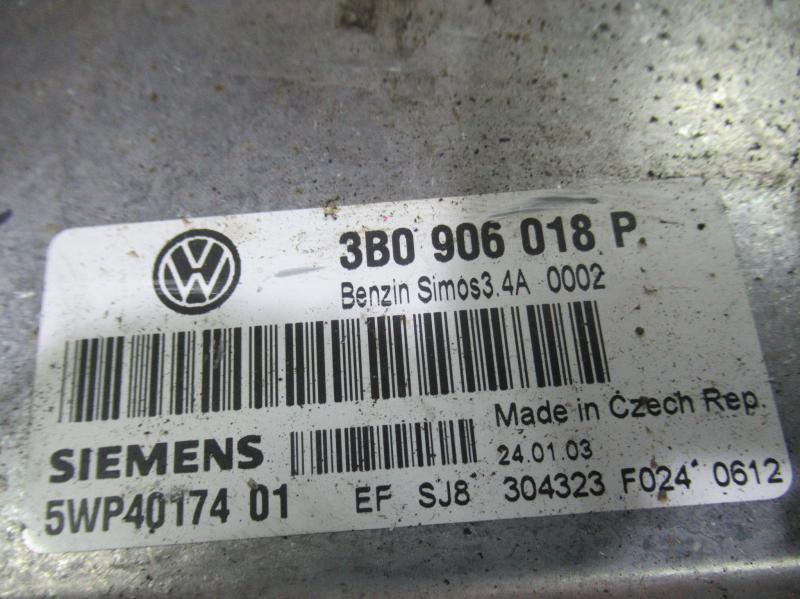 3B0 906 018 P
Benzin Simos3.4A 0002
Made in Czech Rep.
SIEMENS
24.01.03
5WP40174 01
EF SJ8 304323 F024 0612